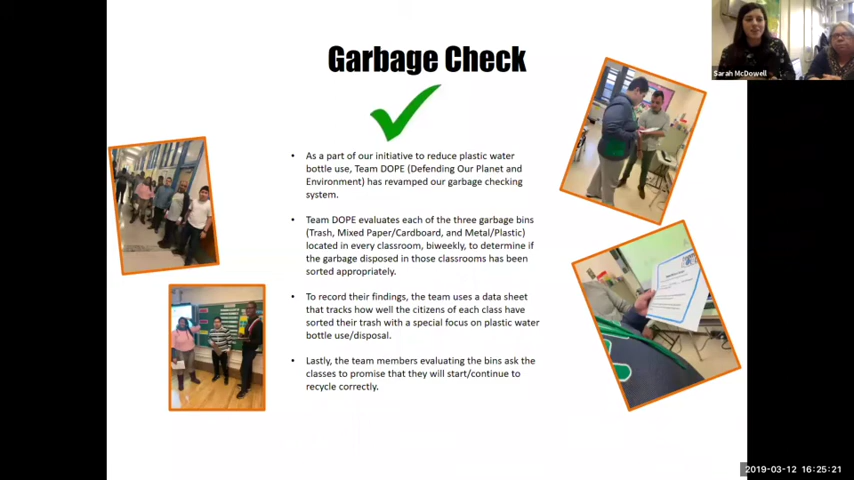 Garbage Check
Sarah McDowell
• As a part of our initiative to reduce plastic water
bottle use, Team DOPE (Defending Our Planet and
Environment) has revamped our garbage checking
system.
• Team DOPE evaluates each of the three garbage bins
(Trash, Mixed Paper/Cardboard, and Metal/Plastic)
located in every classroom, biweekly, to determine if
the garbage disposed in those classrooms has been
sorted appropriately.
• To record their findings, the team uses a data sheet
that tracks how well the citizens of each class have
sorted their trash with a special focus on plastic water
bottle use/disposal.
• Lastly, the team members evaluating the bins ask the
classes to promise that they will start/continue to
recycle correctly.
2019-03-12 16:25:21